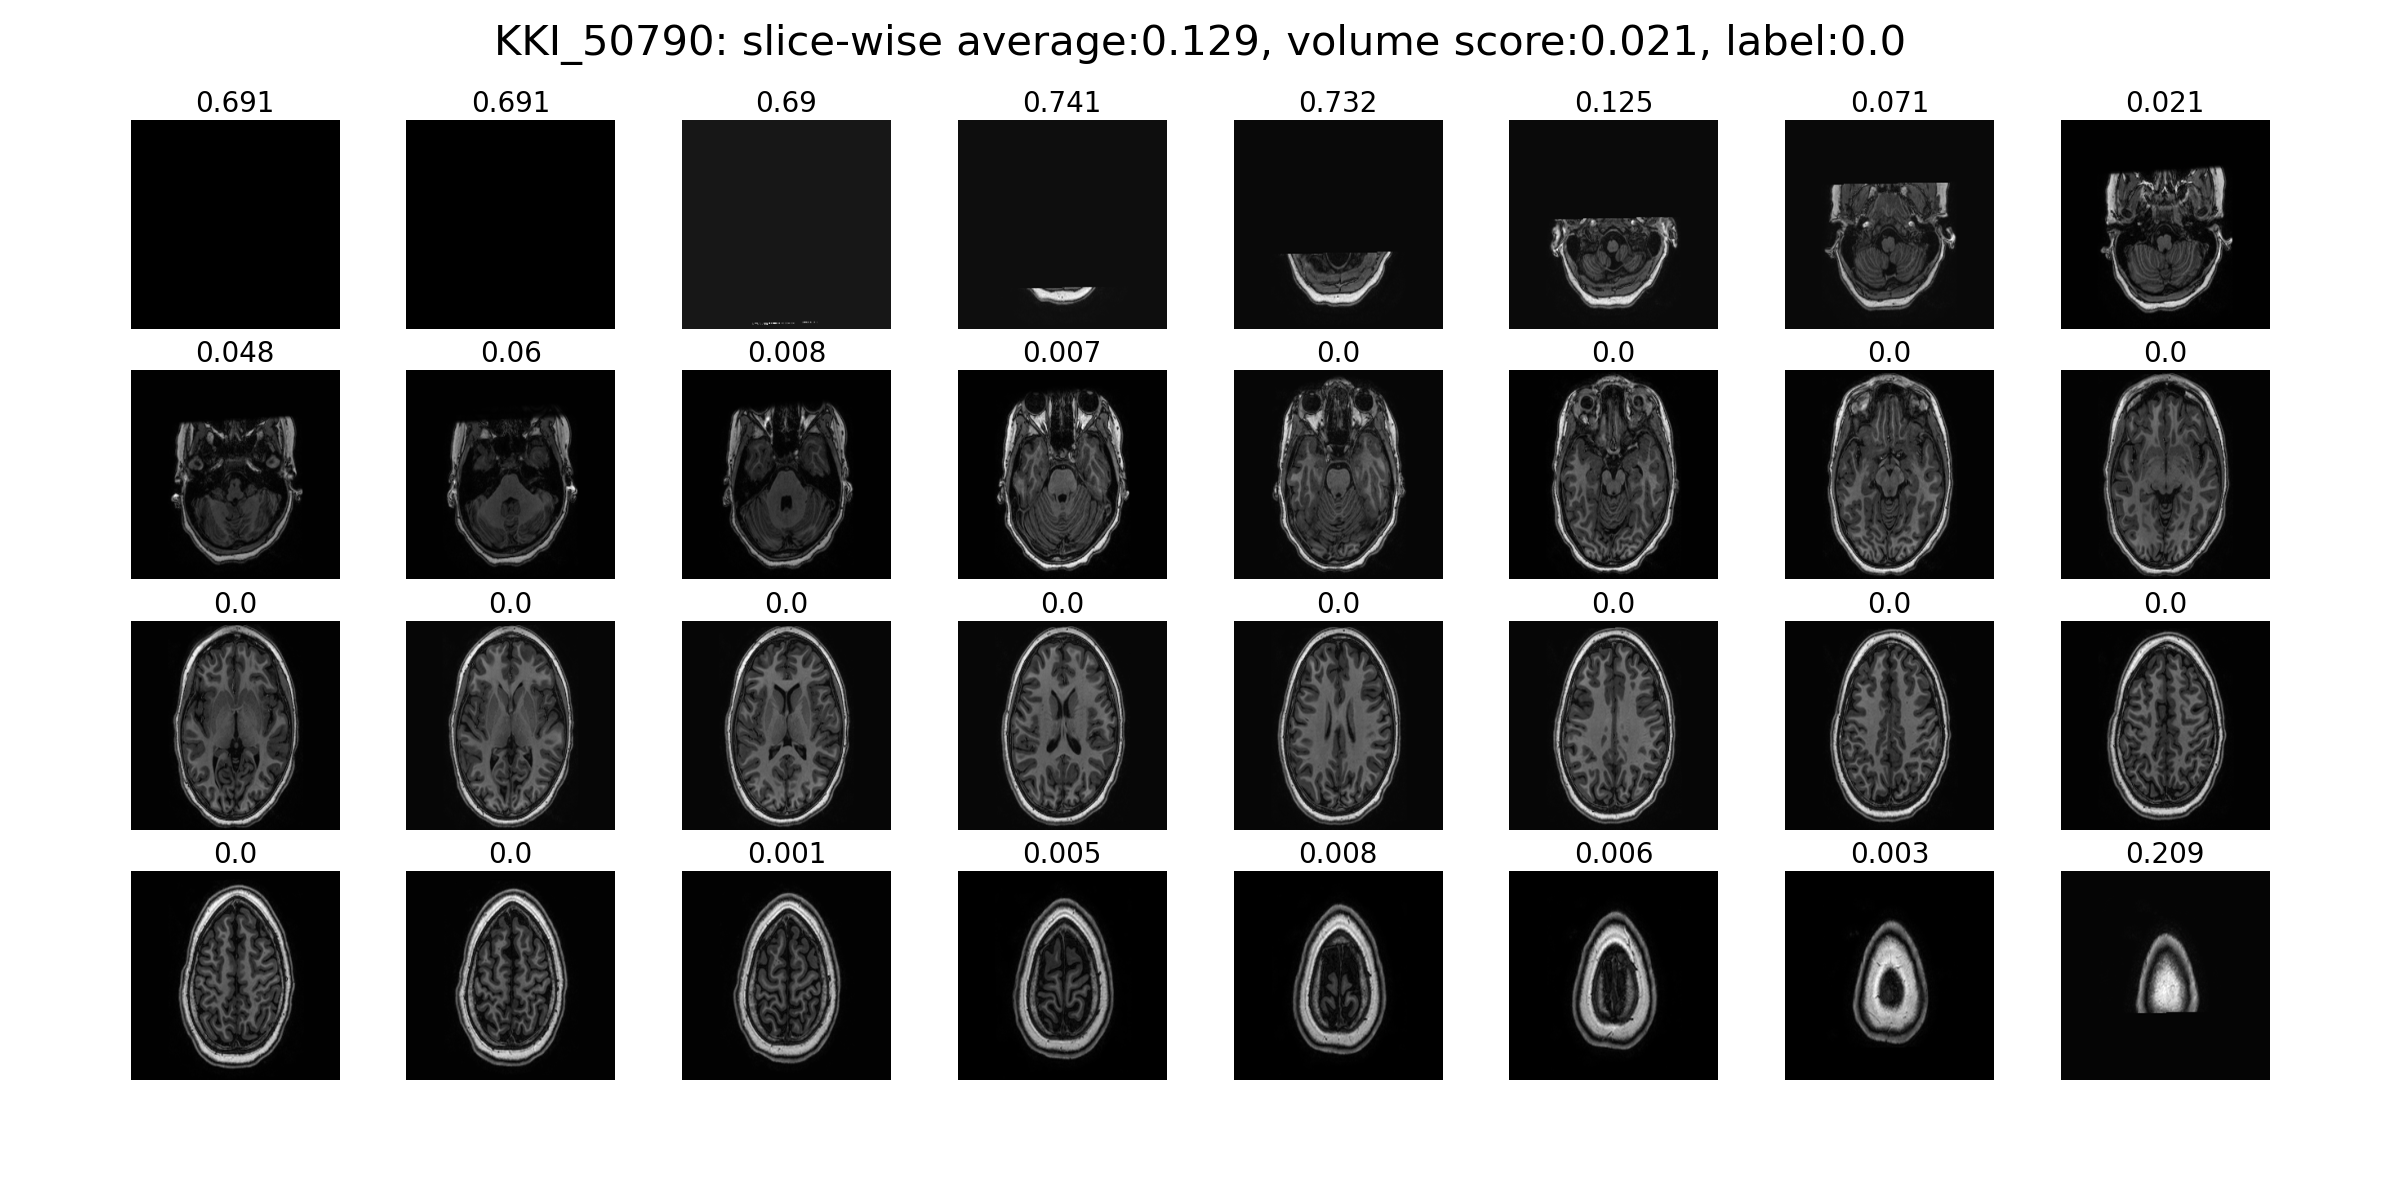 KKI_50790: slice-wise average:0.129, volume score:0.021, label:0.0
0.691 0.691 0.69 0.741 0.732 0.125 0.071 0.021
0.048 0.06 0.008 0.007 0.0 0.0 0.0 0.0
0.0 0.0 0.0 0.0 0.0 0.0 0.0 0.0
0.0 0.0 0.001 0.005 0.008 0.006 0.003 0.209